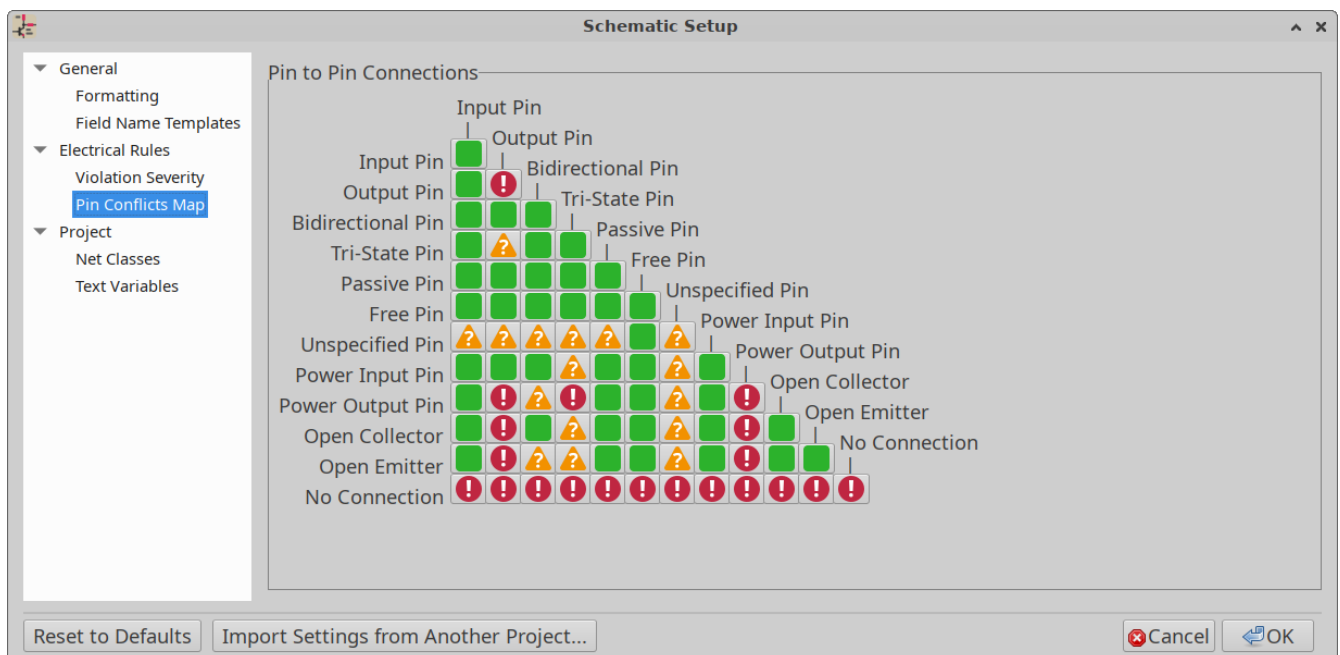 Schematic Setup
General
Formatting
Field Name Templates
Electrical Rules
Violation Severity
Pin Conflicts Map
Project
Net Classes
Text Variables
Pin to Pin Connections
Input Pin
Output Pin
Bidirectional Pin
Tri-State Pin
Passive Pin
Free Pin
Unspecified Pin
Power Input Pin
Power Output Pin
Open Collector
Open Emitter
No Connection
Input Pin
Output Pin
Bidirectional Pin
Tri-State Pin
Passive Pin
Free Pin
Unspecified Pin
Power Input Pin
Power Output Pin
Open Collector
Open Emitter
No Connection
Reset to Defaults
Import Settings from Another Project...
Cancel
OK